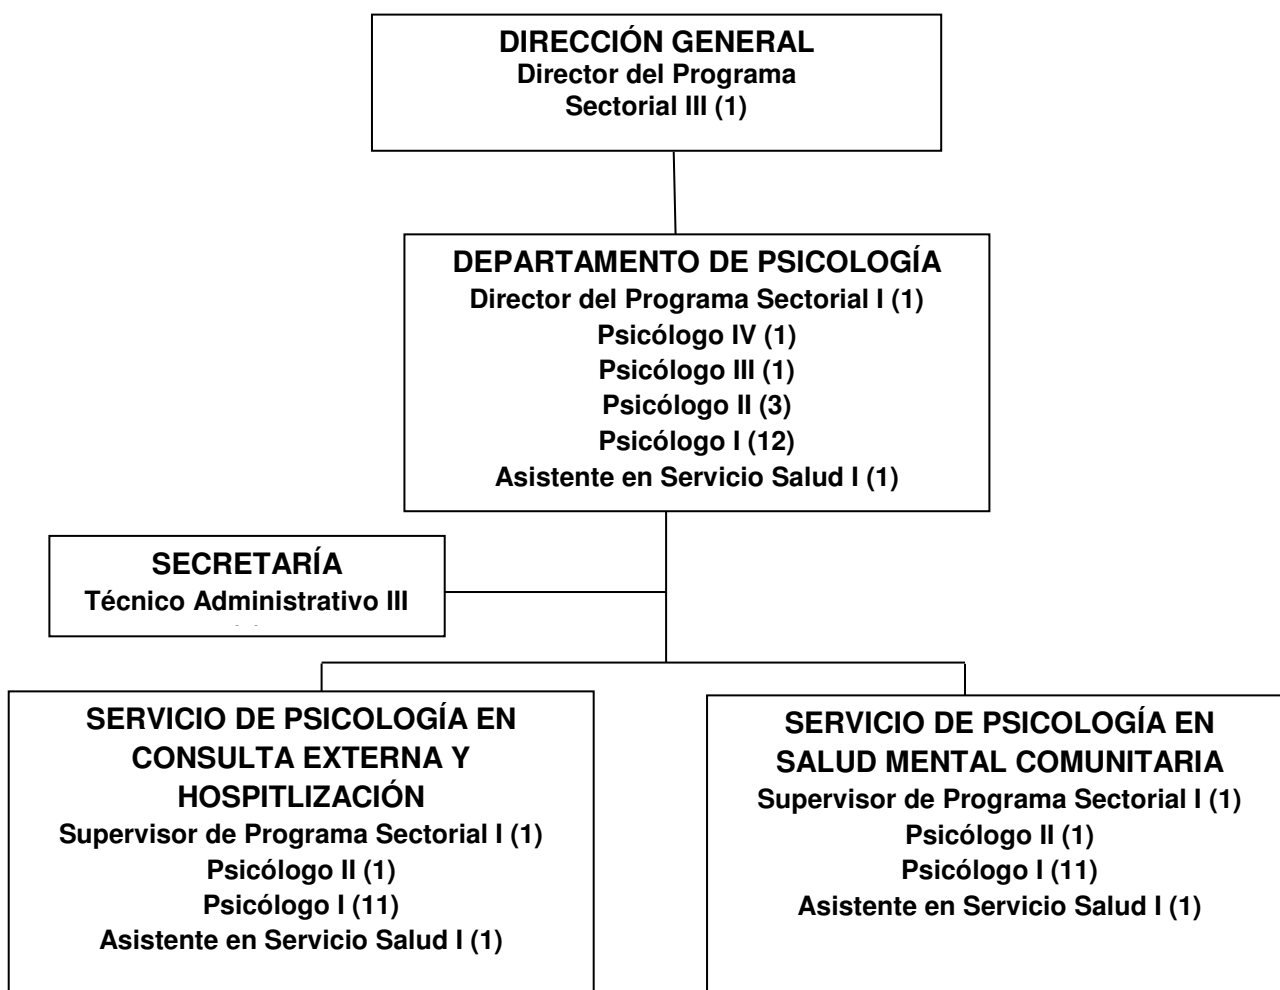 DIRECCIÓN GENERAL
Director del Programa
Sectorial III (1)
DEPARTAMENTO DE PSICOLOGÍA
Director del Programa Sectorial I (1)
Psicólogo IV (1)
Psicólogo III (1)
Psicólogo II (3)
Psicólogo I (12)
Asistente en Servicio Salud I (1)
SECRETARÍA
Técnico Administrativo III
SERVICIO DE PSICOLOGÍA EN
CONSULTA EXTERNA Y
HOSPITLIZACIÓN
Supervisor de Programa Sectorial I (1)
Psicólogo II (1)
Psicólogo I (11)
Asistente en Servicio Salud I (1)
SERVICIO DE PSICOLOGÍA EN
SALUD MENTAL COMUNITARIA
Supervisor de Programa Sectorial I (1)
Psicólogo II (1)
Psicólogo I (11)
Asistente en Servicio Salud I (1)